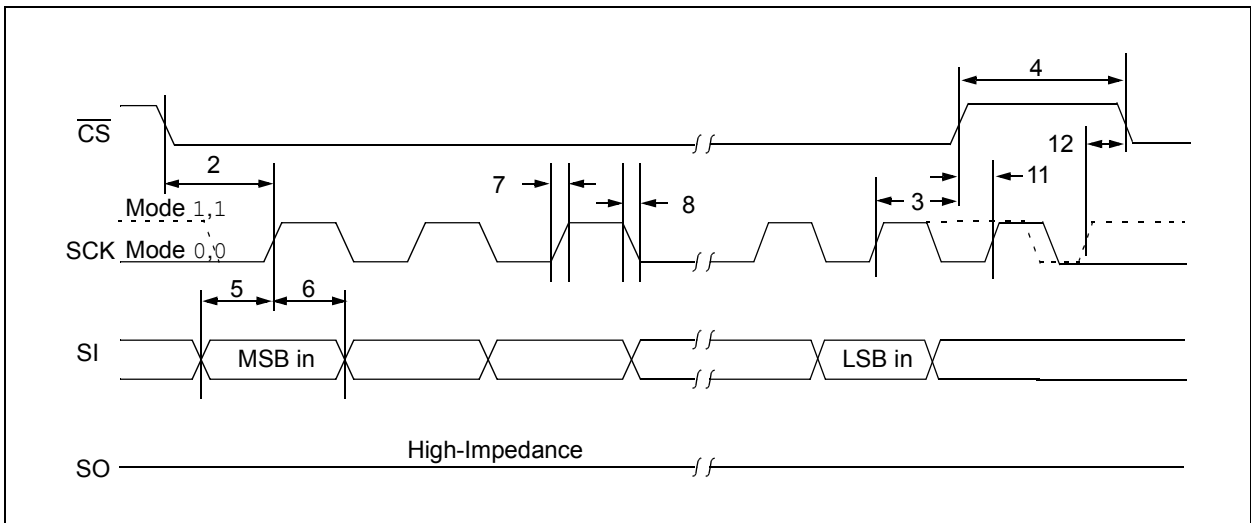 4
CS
12
2
7
8
3
11
Mode 1,1
SCK Mode 0,0
5
6
SI
MSB in
LSB in
High-Impedance
SO